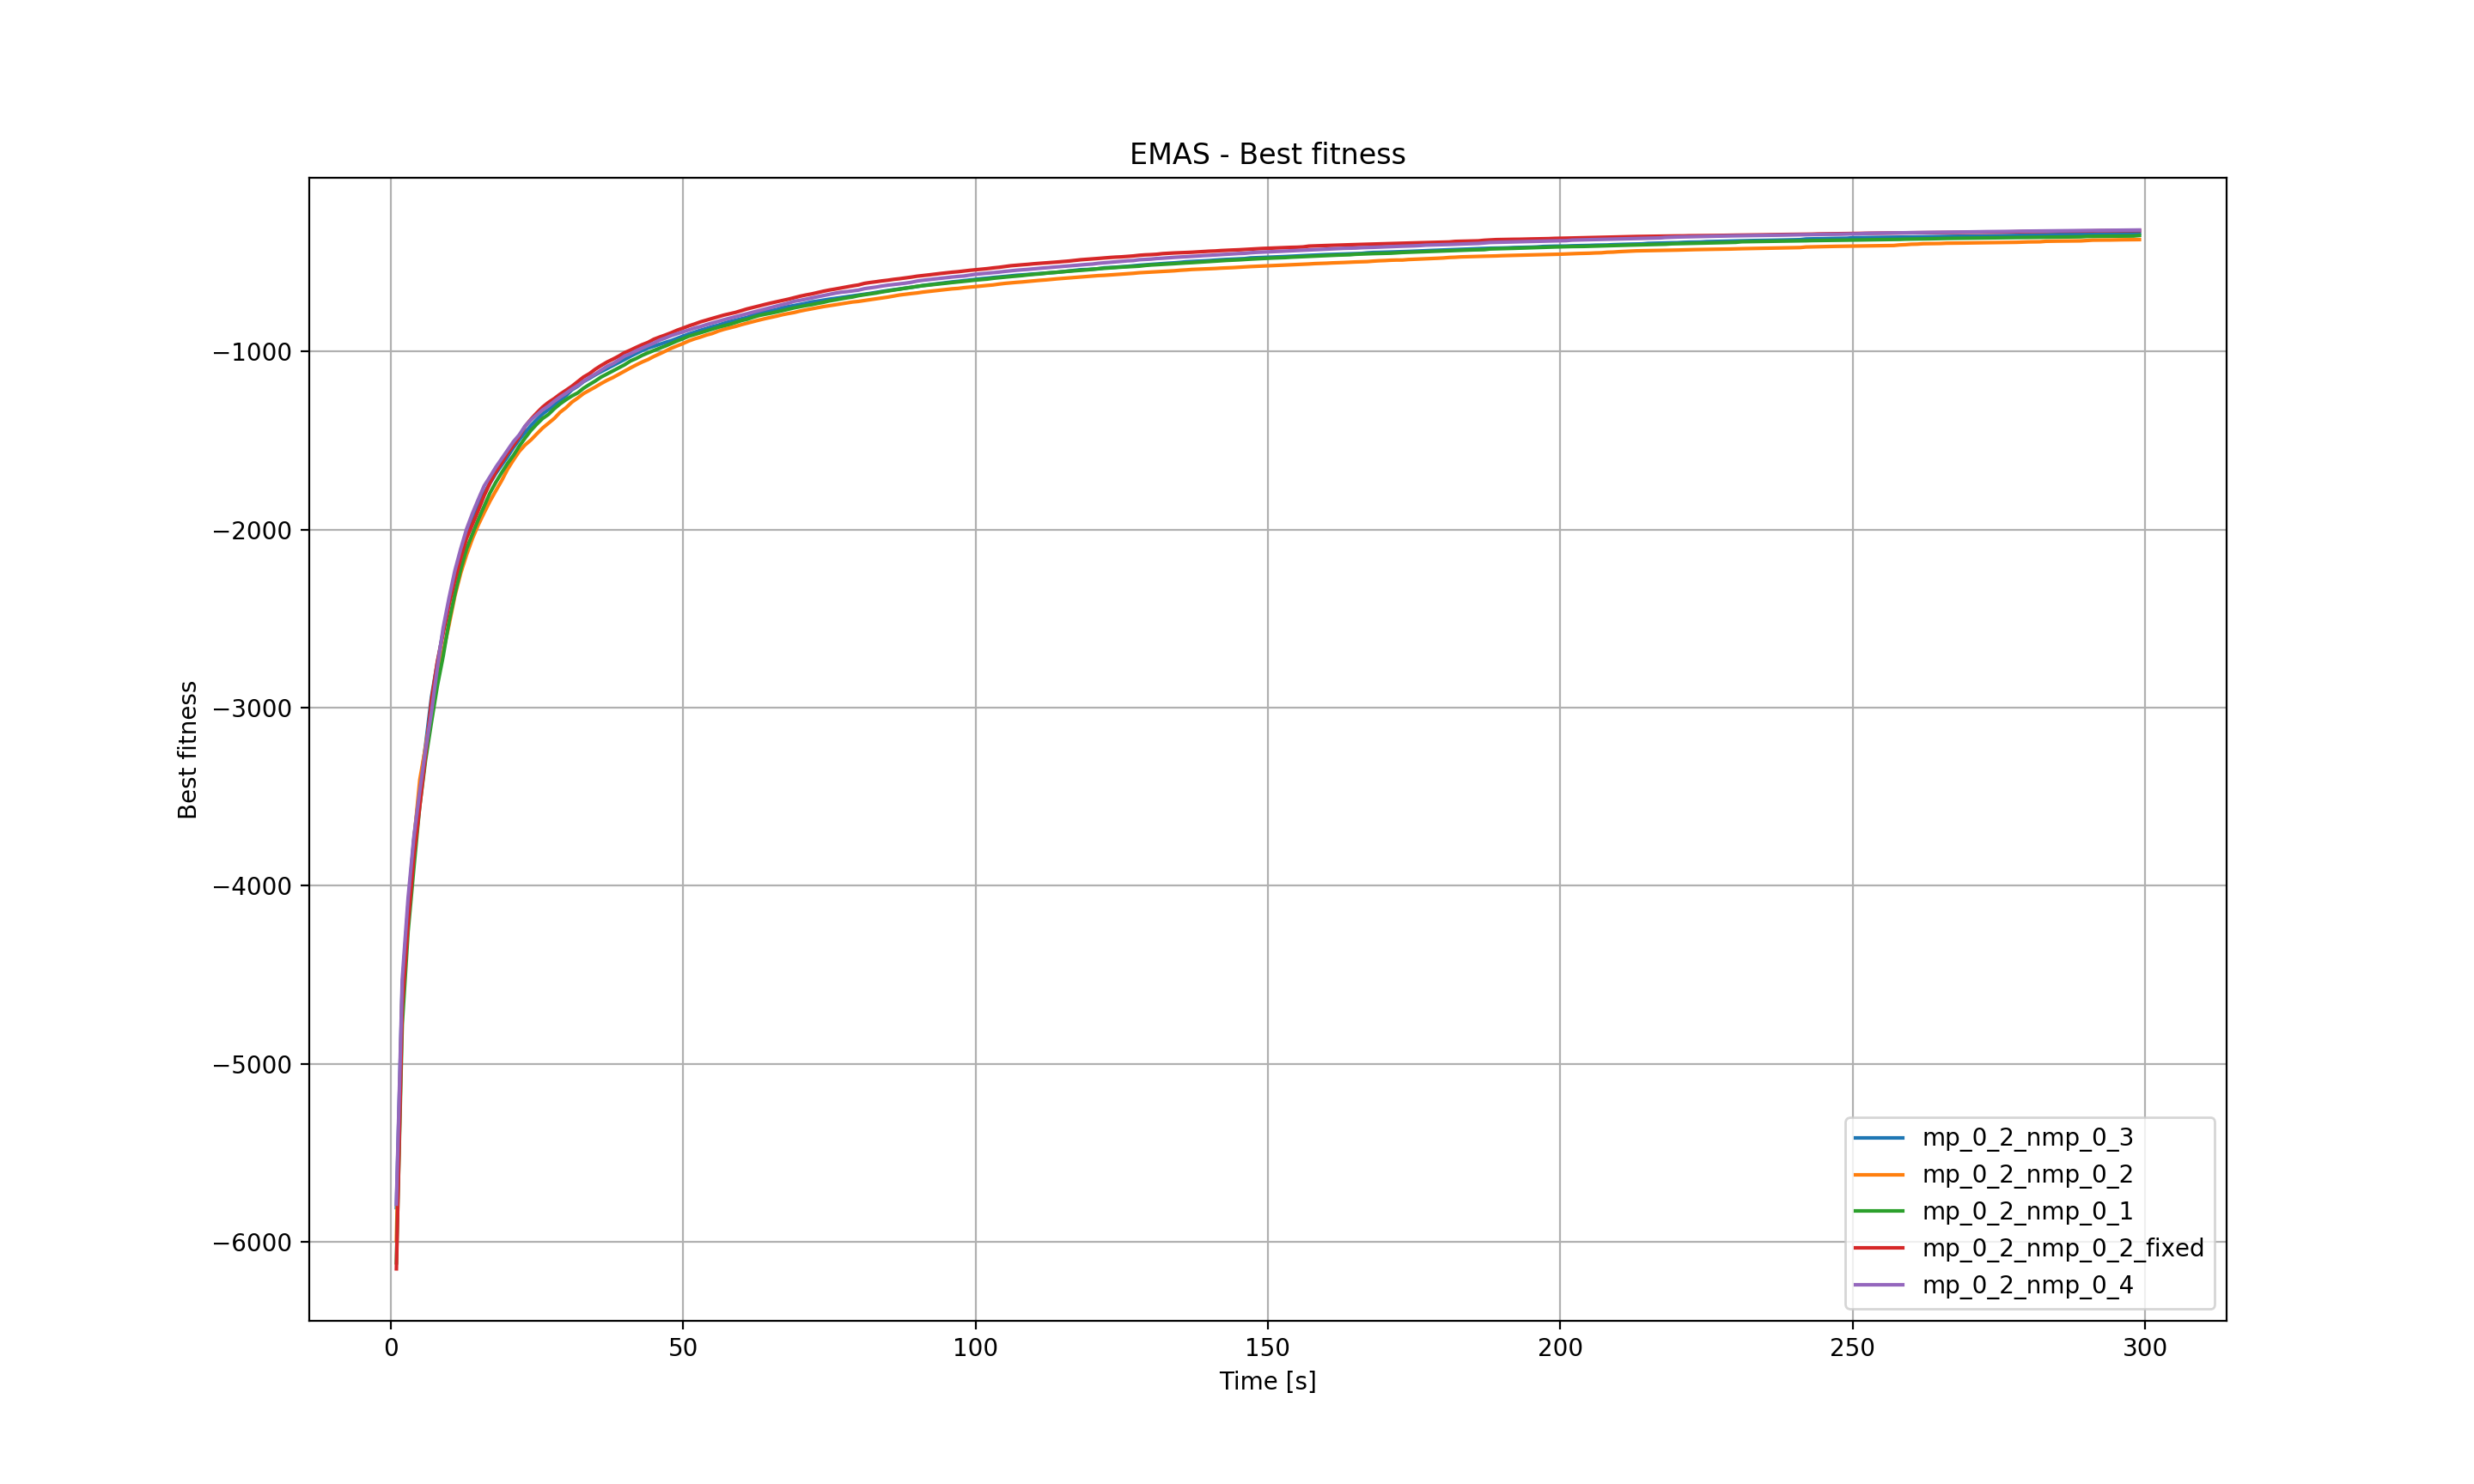 EMAS - Best fitness
Best fitness
−1000
−2000
−3000
−4000
−5000
−6000
0 50 100 150 200 250 300
Time [s]
mp_0_2_nmp_0_3
mp_0_2_nmp_0_2
mp_0_2_nmp_0_1
mp_0_2_nmp_0_2_fixed
mp_0_2_nmp_0_4